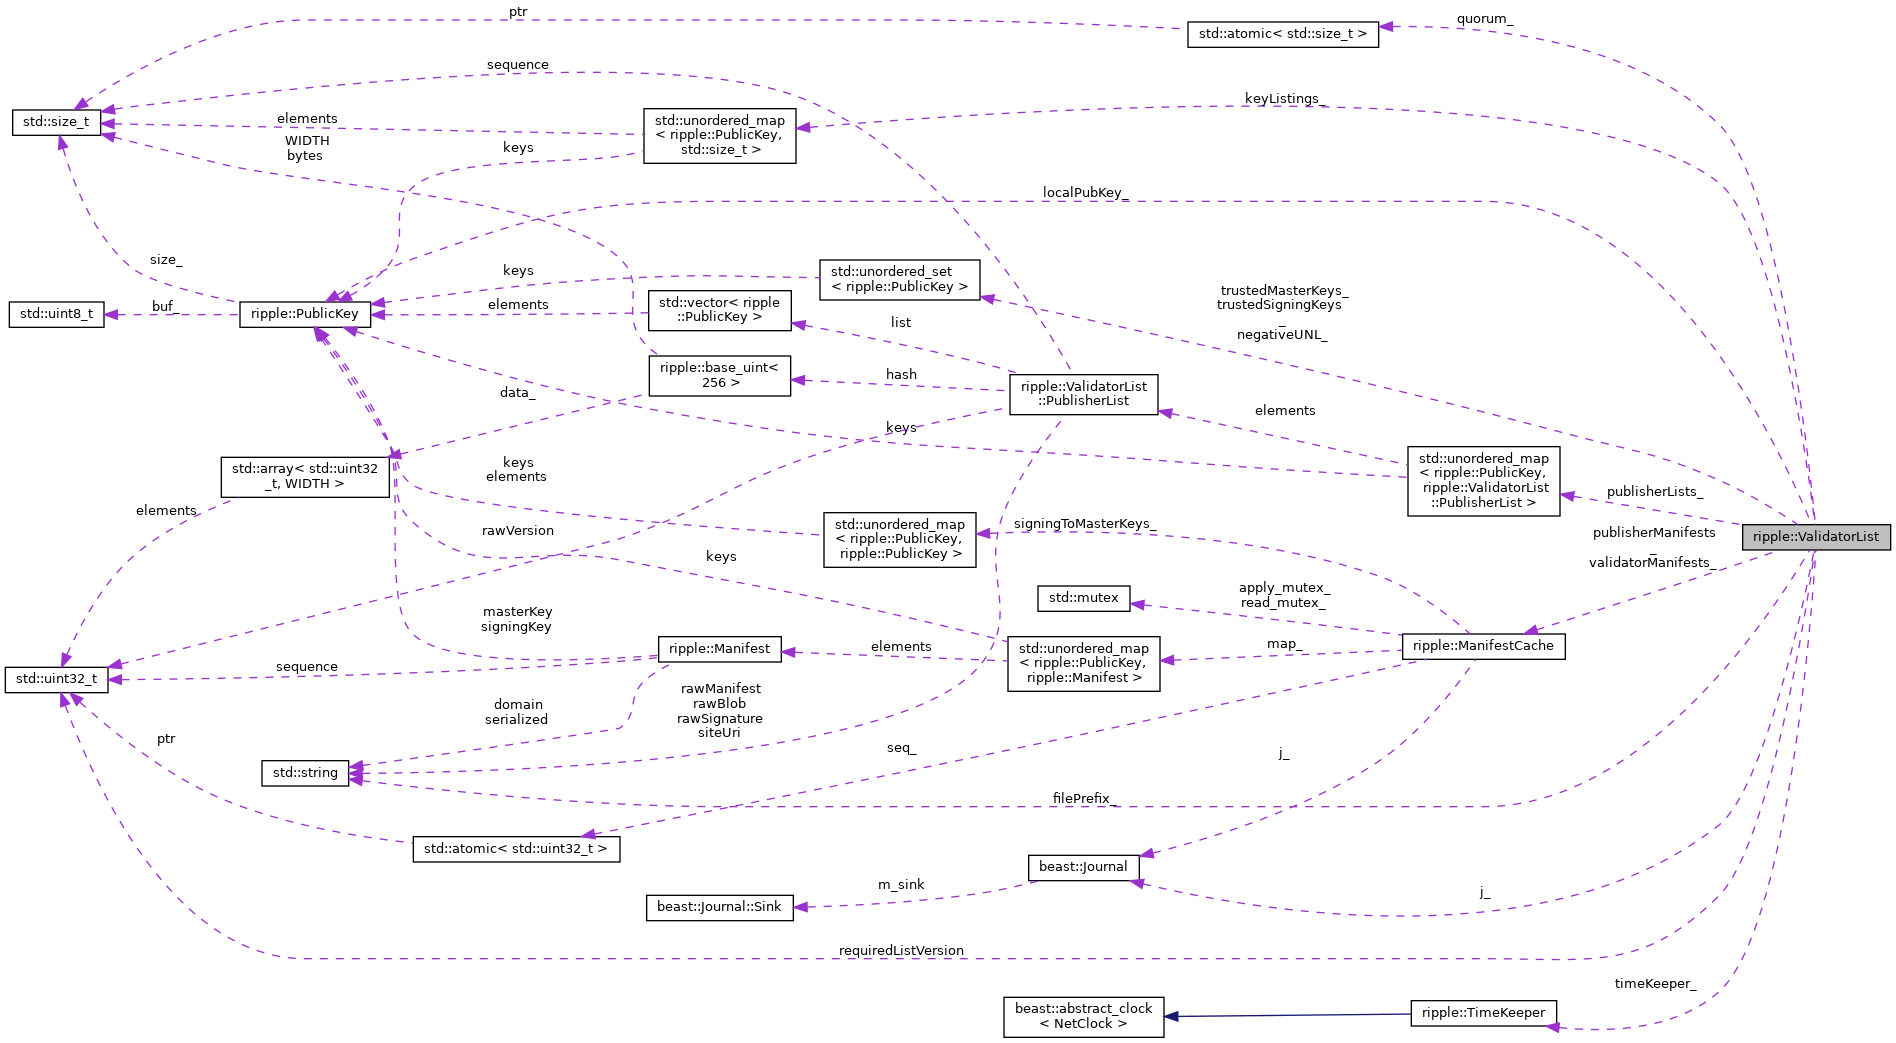 ptr
std::atomic< std::size_t >
quorum_
sequence
keyListings_
std::size_t
elements
WIDTH
bytes
std::unordered_map
< ripple::PublicKey,
std::size_t >
keys
localPubKey_
size_
std::uint8_t
buf_
ripple::PublicKey
keys
elements
std::unordered_set
< ripple::PublicKey >
std::vector< ripple
::PublicKey >
list
trustedMasterKeys_
trustedSigningKeys
_
negativeUNL_
ripple::base_uint<
256 >
hash
data_
ripple::ValidatorList
::PublisherList
elements
keys
std::array< std::uint32
_t, WIDTH >
keys
elements
std::unordered_map
< ripple::PublicKey,
ripple::ValidatorList
::PublisherList >
publisherLists_
elements
rawVersion
std::unordered_map
< ripple::PublicKey,
ripple::PublicKey >
signingToMasterKeys_
publisherManifests
_
validatorManifests_
ripple::ValidatorList
keys
std::mutex
apply_mutex_
read_mutex_
masterKey
signingKey
ripple::Manifest
elements
std::unordered_map
< ripple::PublicKey,
ripple::Manifest >
map_
ripple::ManifestCache
std::uint32_t
sequence
domain
serialized
rawManifest
rawBlob
rawSignature
siteUri
ptr
seq_
j_
std::string
filePrefix_
std::atomic< std::uint32_t >
beast::Journal
m_sink
beast::Journal::Sink
j_
requiredListVersion
timeKeeper_
beast::abstract_clock
< NetClock >
ripple::TimeKeeper